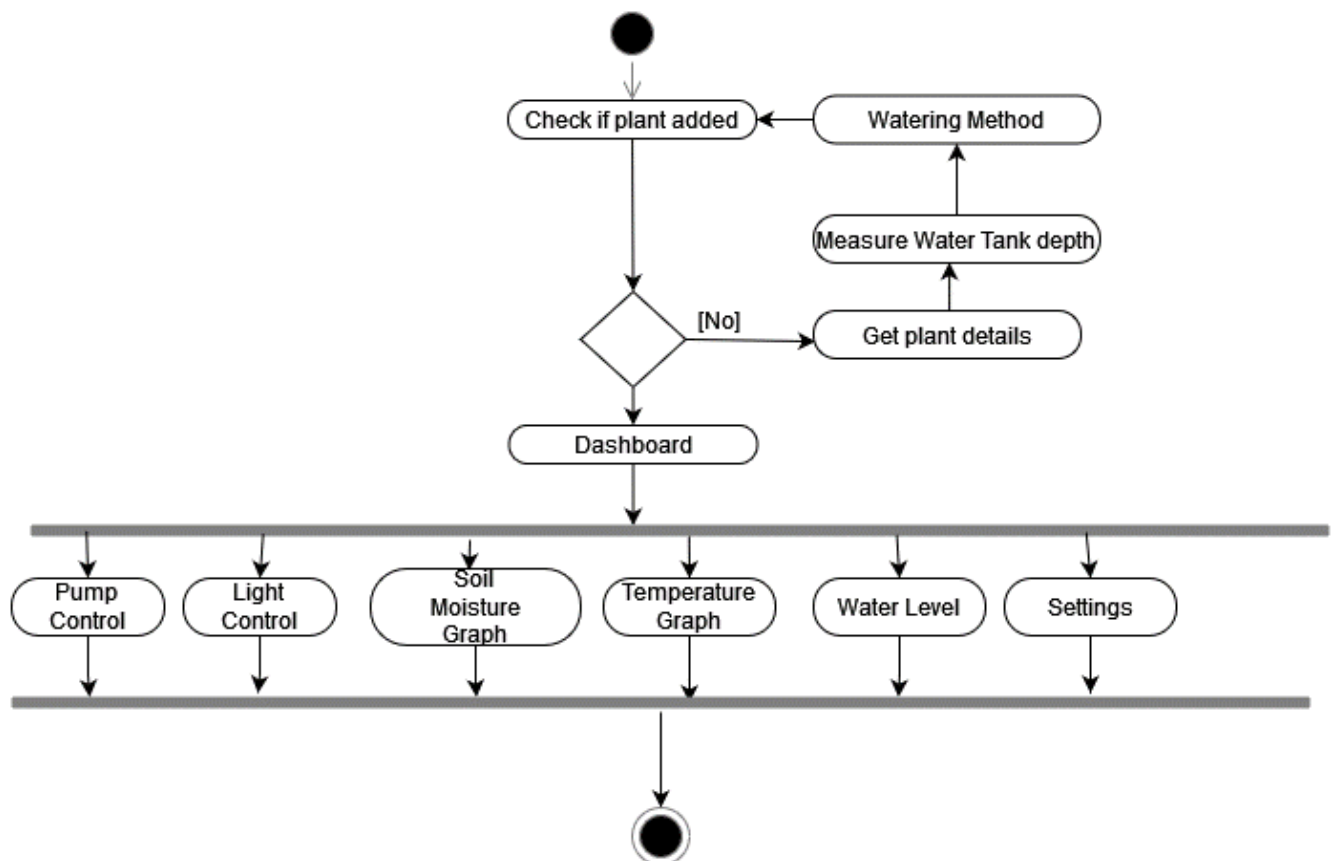 Check if plant added
Watering Method
Measure Water Tank depth
[No]
Get plant details
Dashboard
Pump
Control
Light
Control
Soil
Moisture
Graph
Temperature
Graph
Water Level
Settings